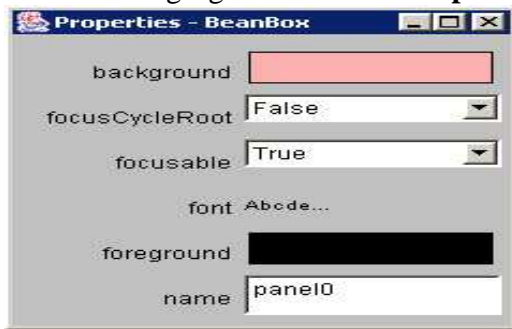 Properties - BeanBox
background
focusCycleRoot False
focusable True
font Abcde...
foreground
name panel0